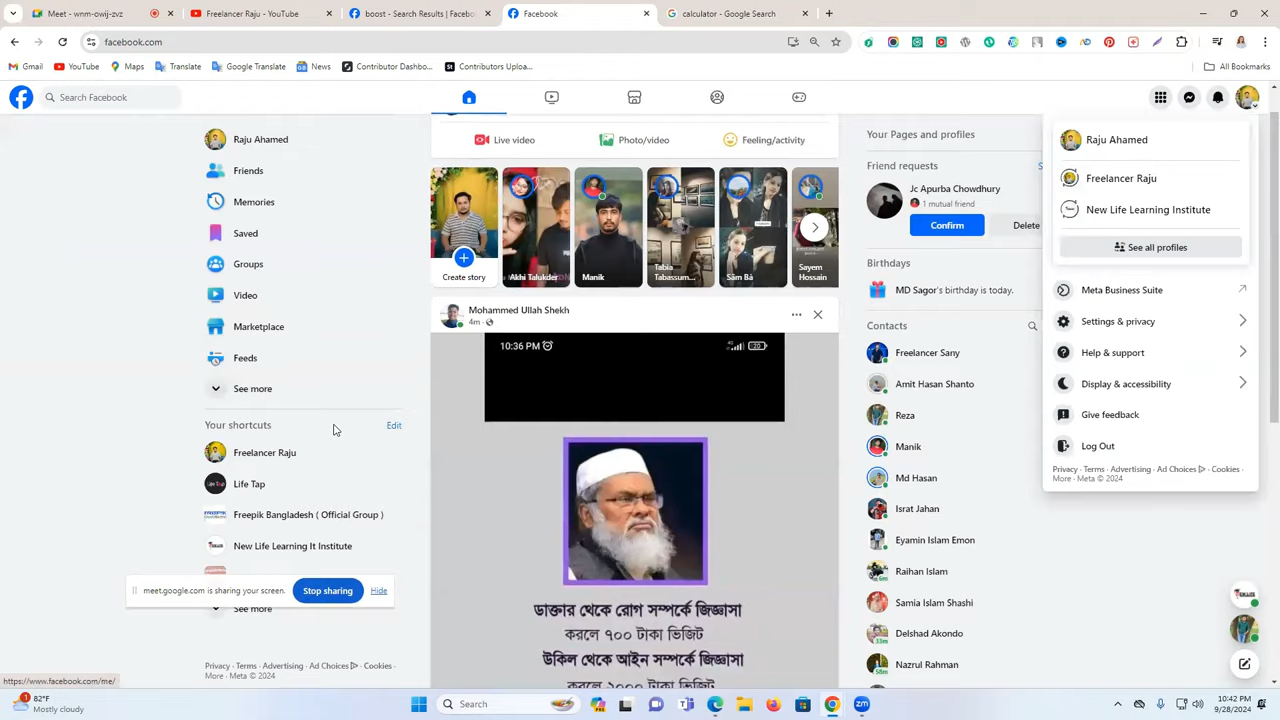 Meet - wnm-owij-zvz
Freelancer Raju - YouTube
boost - Search Results | Facebook
Facebook
calculator - Google Search
facebook.com
Gmail
YouTube
Maps
Translate
Google Translate
News
Contributor Dashbo...
Contributors Uploa...
All Bookmarks
Search Facebook
Raju Ahamed
Friends
Memories
Saved
Groups
Video
Marketplace
Feeds
See more
Your shortcuts
Edit
Freelancer Raju
Life Tap
Freepik Bangladesh ( Official Group )
New Life Learning It Institute
meet.google.com is sharing your screen.
Stop sharing
Hide
See more
Privacy · Terms · Advertising · Ad Choices · Cookies ·
More · Meta © 2024
https://www.facebook.com/me/
Live video
Photo/video
Feeling/activity
Create story
Akhi Talukder
Manik
Tabia
Tabassum...
Sâm Bá
Sayem
Hossain
Mohammed Ullah Shekh
4m ·
10:36 PM
20
ডাক্তার থেকে রোগ সম্পর্কে জিজ্ঞাসা
করলে ৭০০ টাকা ভিজিট
উকিল থেকে আইন সম্পর্কে জিজ্ঞাসা
Your Pages and profiles
Friend requests
Jc Apurba Chowdhury
1 mutual friend
Confirm
Delete
Birthdays
MD Sagor's birthday is today.
Contacts
Freelancer Sany
Amit Hasan Shanto
Reza
Manik
Md Hasan
Israt Jahan
Eyamin Islam Emon
Raihan Islam
6m
Samia Islam Shashi
Delshad Akondo
33m
Nazrul Rahman
58m
Raju Ahamed
Freelancer Raju
New Life Learning Institute
See all profiles
Meta Business Suite
Settings & privacy
Help & support
Display & accessibility
Give feedback
Log Out
Privacy · Terms · Advertising · Ad Choices · Cookies ·
More · Meta © 2024
1
82°F
Mostly cloudy
Search
zm
10:42 PM
9/28/2024